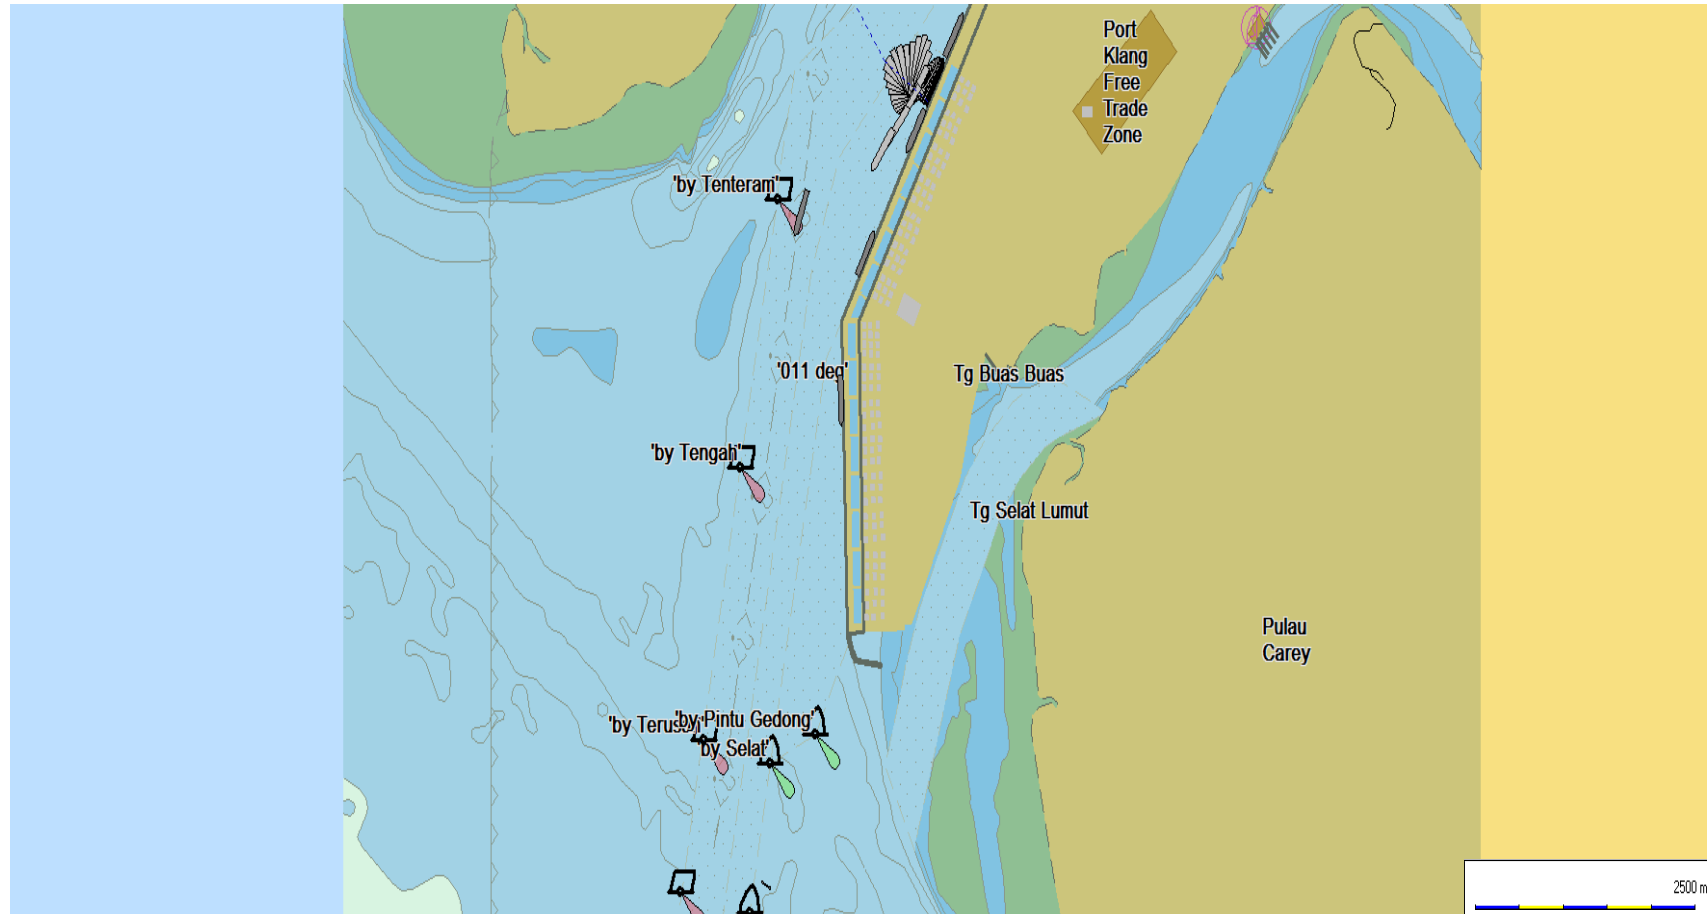 Port
Klang
Free
Trade
Zone
'by Tenteram'
'011 deg'
Tg Buas Buas
'by Tengah'
Tg Selat Lumut
Pulau
Carey
'by Pintu Gedong'
'by Selat'
2500 m